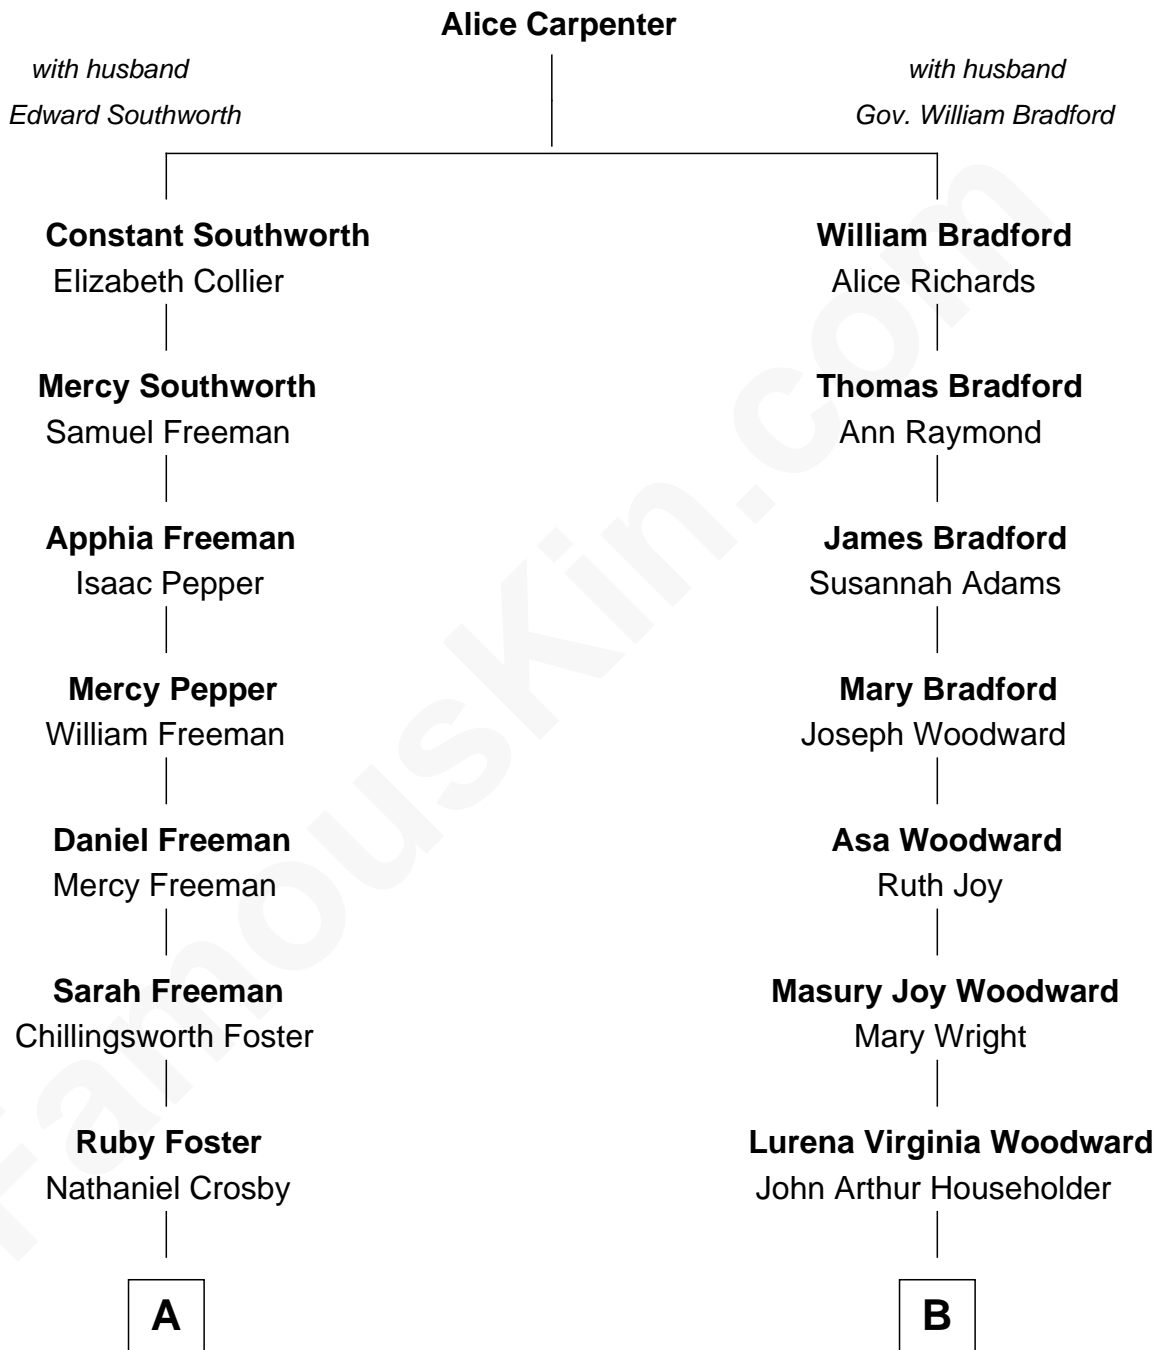 Alice Carpenter
with husband
Edward Southworth
with husband
Gov. William Bradford
Constant Southworth
Elizabeth Collier
William Bradford
Alice Richards
Mercy Southworth
Samuel Freeman
Thomas Bradford
Ann Raymond
Apphia Freeman
Isaac Pepper
James Bradford
Susannah Adams
Mercy Pepper
William Freeman
Mary Bradford
Joseph Woodward
Daniel Freeman
Mercy Freeman
Asa Woodward
Ruth Joy
Sarah Freeman
Chillingsworth Foster
Masury Joy Woodward
Mary Wright
Ruby Foster
Nathaniel Crosby
Lurena Virginia Woodward
John Arthur Householder
A
B
FamousKin.com